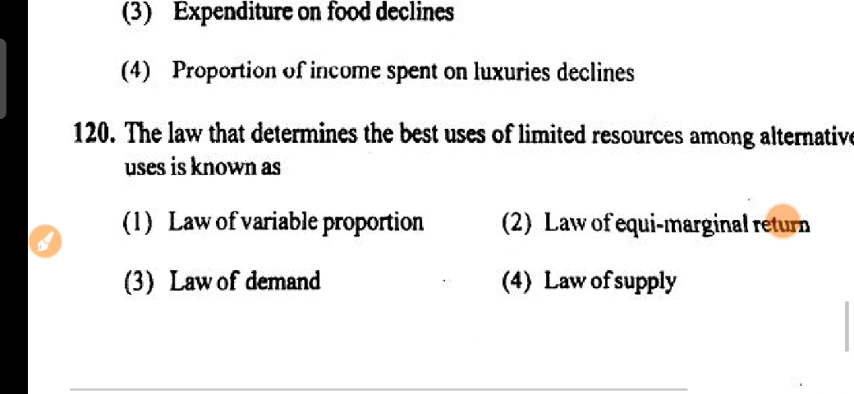 (3) Expenditure on food declines
(4) Proportion of income spent on luxuries declines
120. The law that determines the best uses of limited resources among alternative
uses is known as
(1) Law of variable proportion (2) Law of equi-marginal return
(3) Law of demand (4) Law of supply